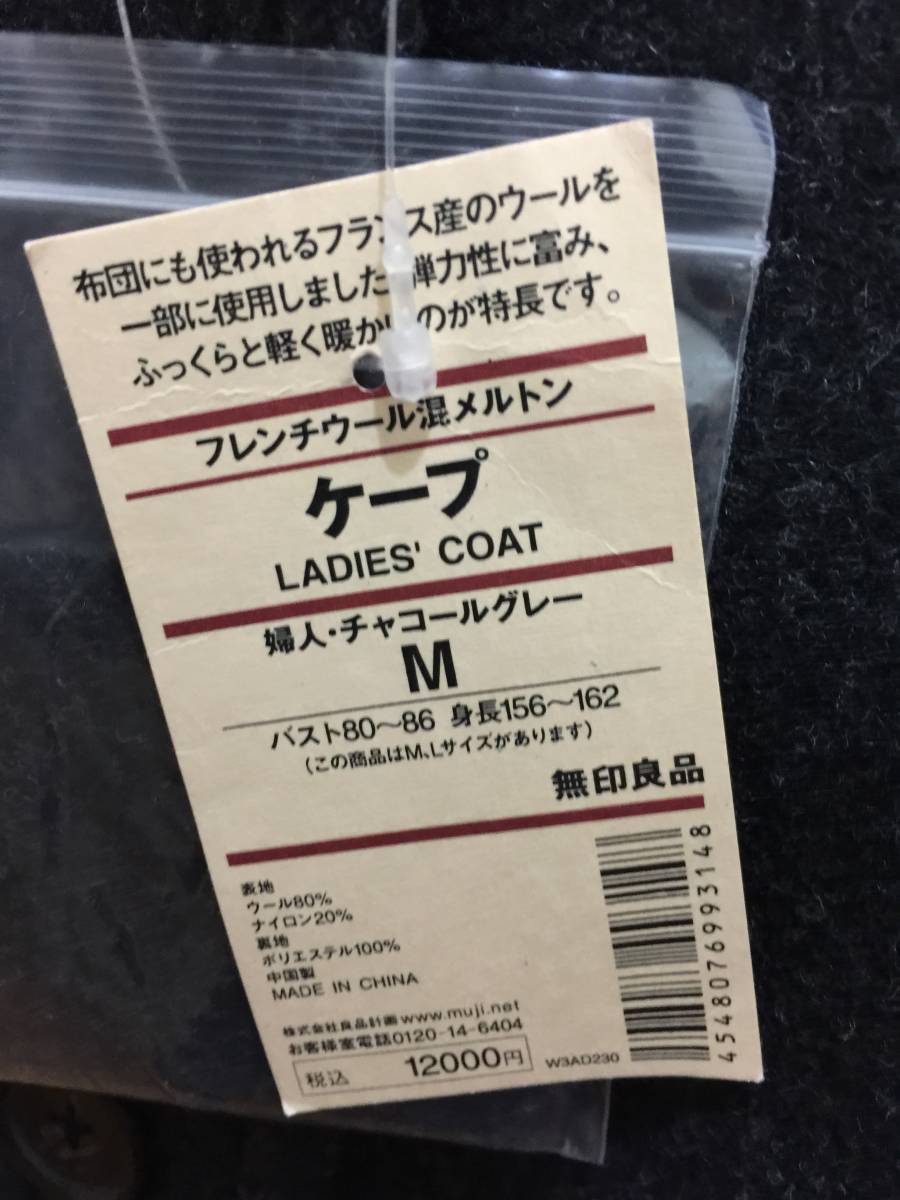 布団にも使われるフランス産のウールを
一部に使用しました 弾力性に富み、
ふっくらと軽く暖か のが特長です。
フレンチウール混メルトン
ケープ
LADIES' COAT
婦人・チャコールグレー
M
バスト80〜86 身長156〜162
(この商品はM、Lサイズがあります)
無印良品
表地
ウール80%
ナイロン20%
裏地
ポリエステル100%
中国製
MADE IN CHINA
株式会社良品計画 www.muji.net
お客様室電話0120-14-6404
税込 12000円
W3AD230
4548076993148